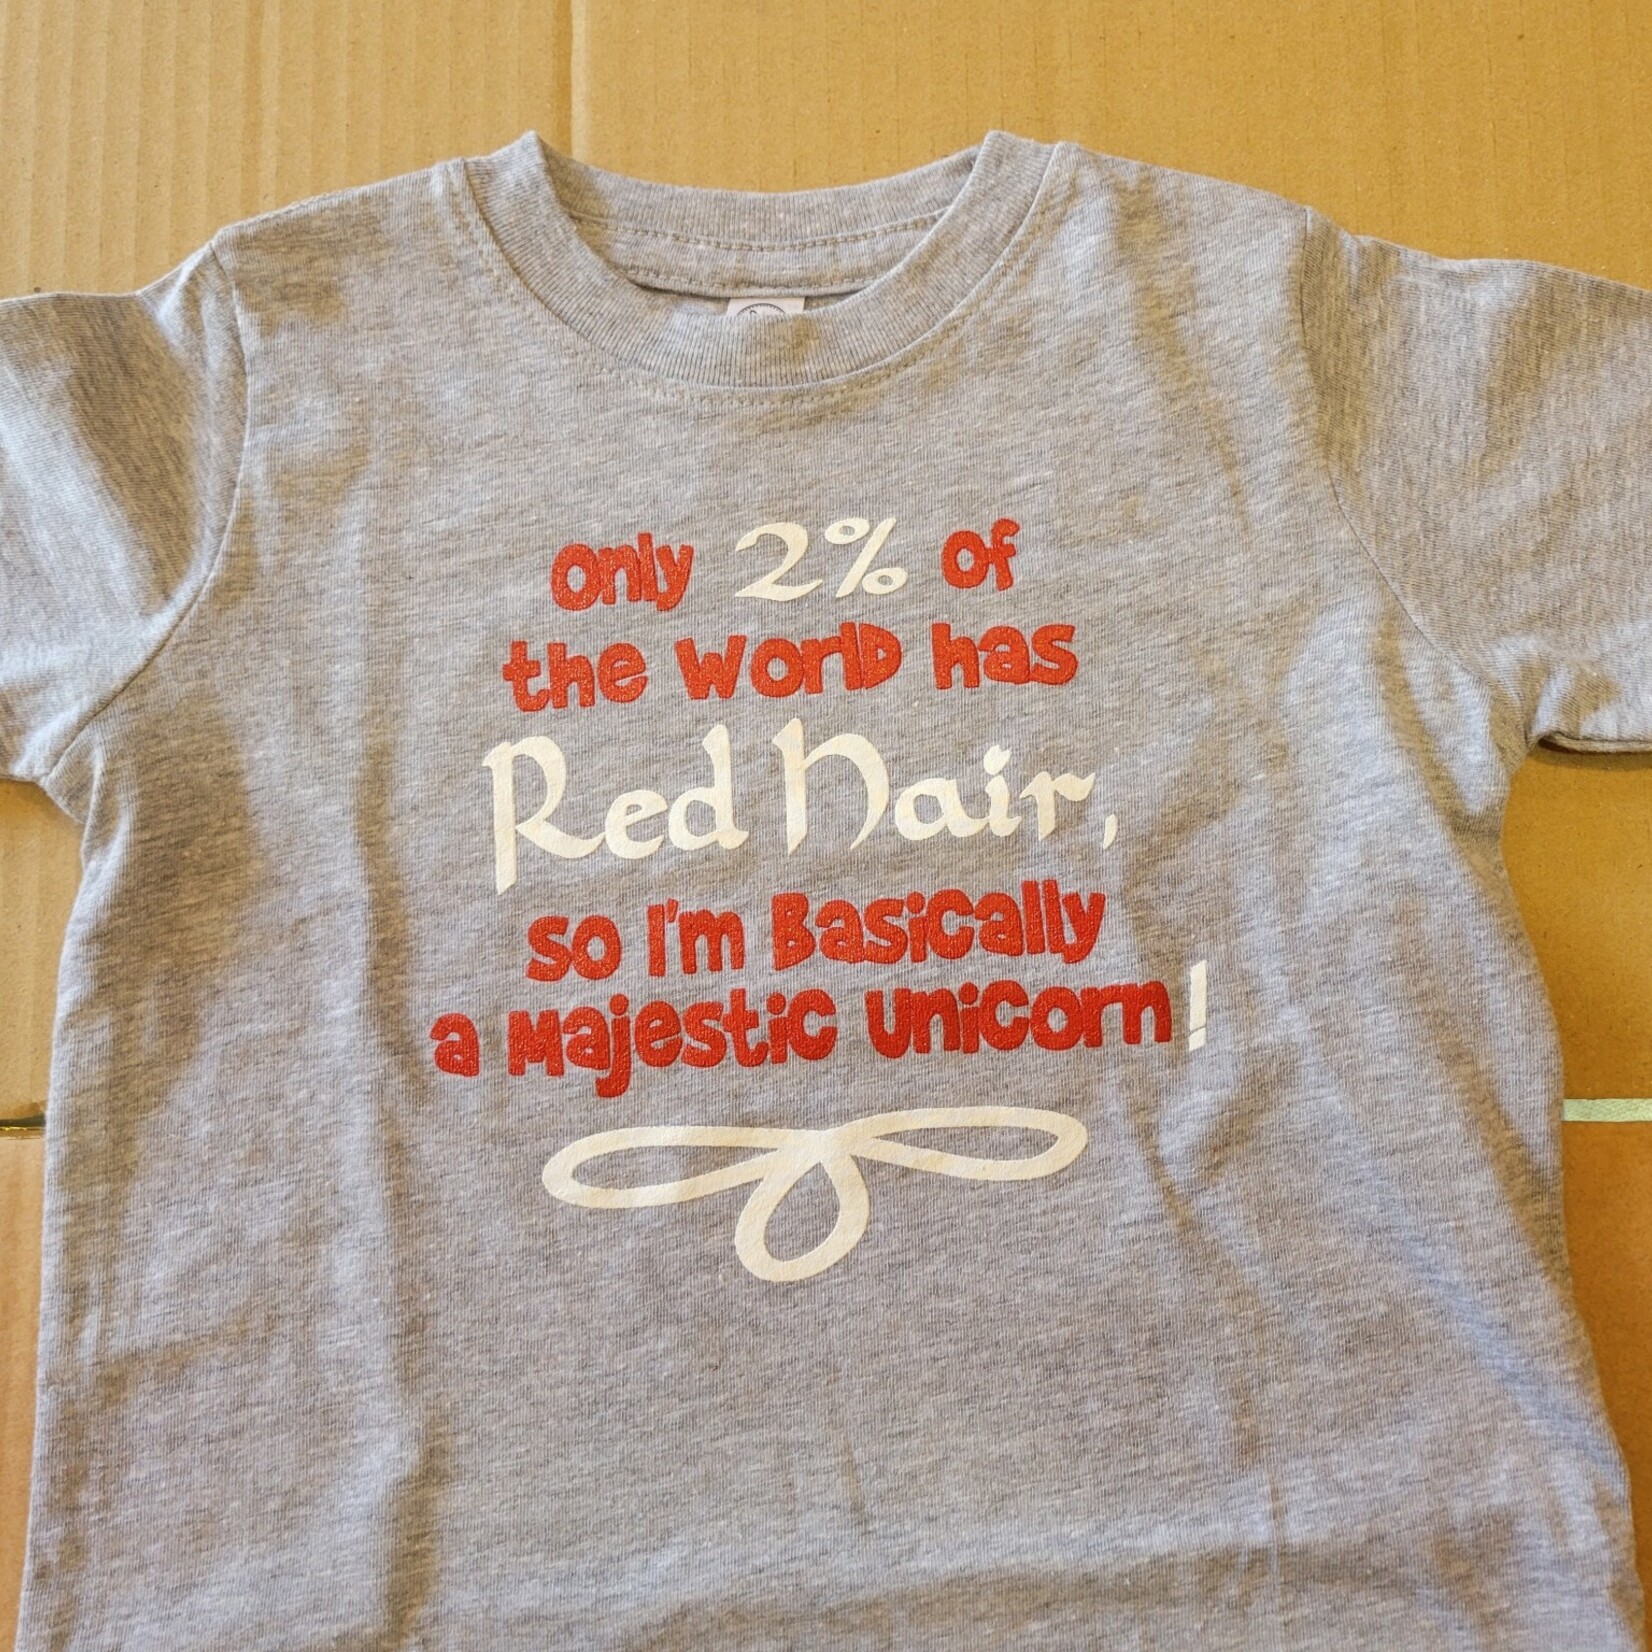 Only 2% of
the World has
Red Hair,
so I'm Basically
a Majestic Unicorn!